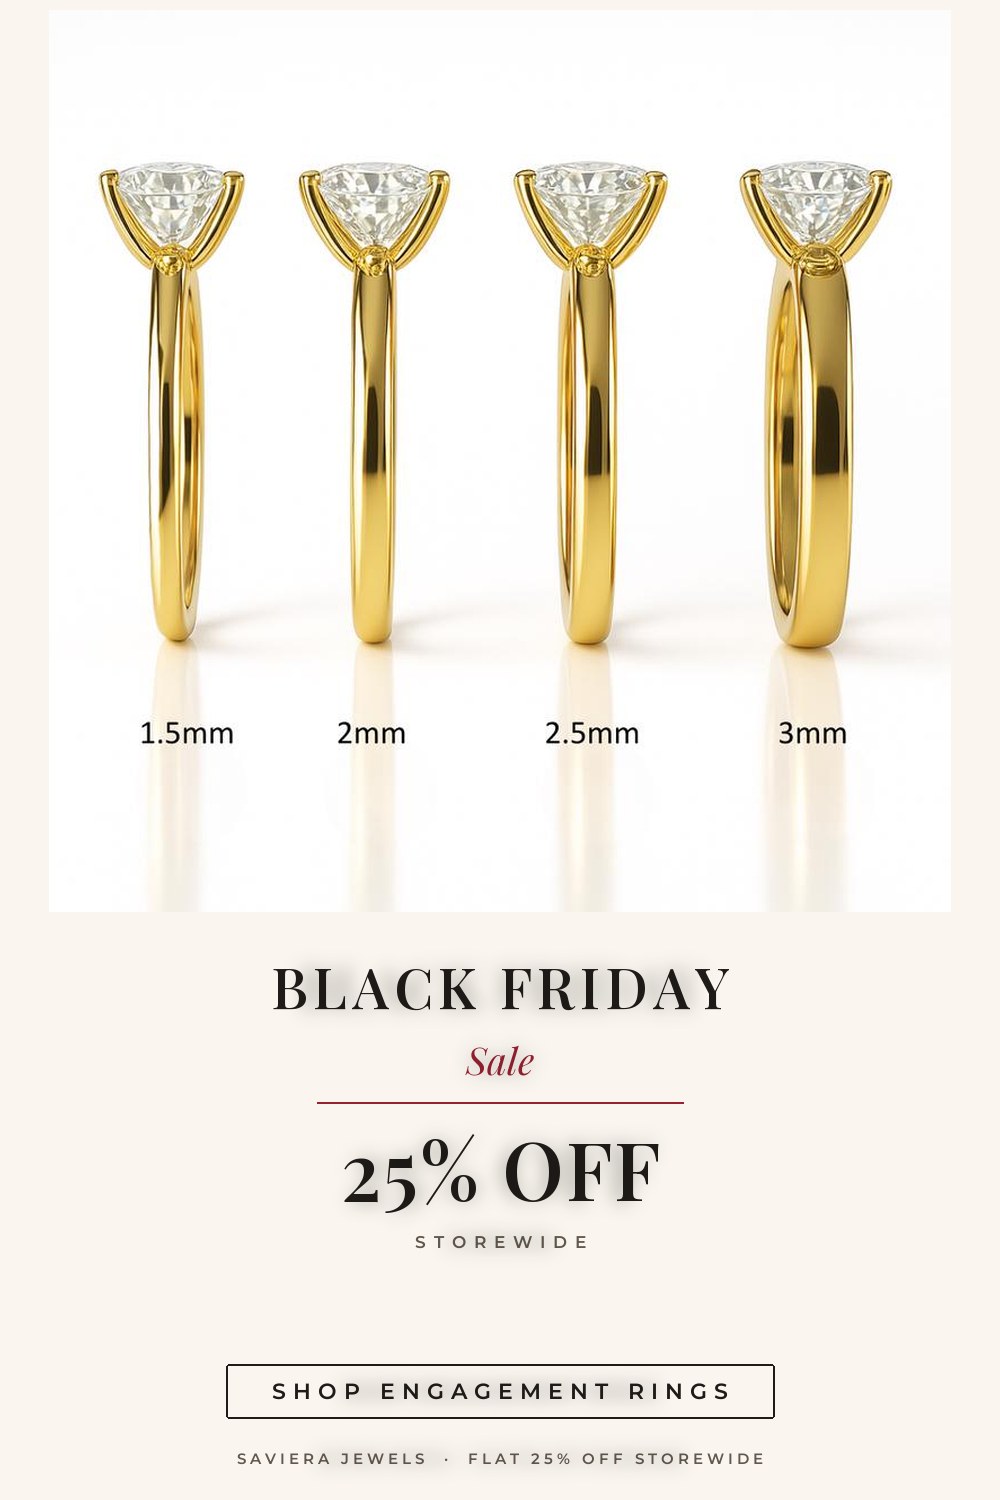 1.5mm 2mm 2.5mm 3mm
BLACK FRIDAY
Sale
25% OFF
STOREWIDE
SHOP ENGAGEMENT RINGS
SAVIERA JEWELS · FLAT 25% OFF STOREWIDE